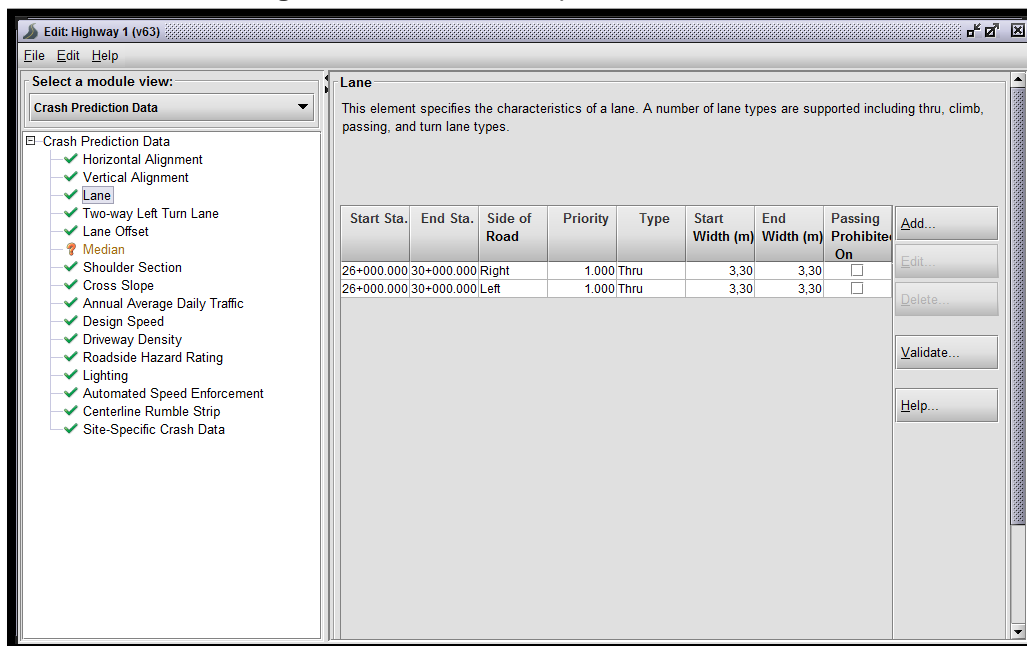 Edit: Highway 1 (v63)
File Edit Help
Select a module view:
Crash Prediction Data
Crash Prediction Data
Horizontal Alignment
Vertical Alignment
Lane
Two-way Left Turn Lane
Lane Offset
Median
Shoulder Section
Cross Slope
Annual Average Daily Traffic
Design Speed
Driveway Density
Roadside Hazard Rating
Lighting
Automated Speed Enforcement
Centerline Rumble Strip
Site-Specific Crash Data
Lane
This element specifies the characteristics of a lane. A number of lane types are supported including thru, climb,
passing, and turn lane types.
Start Sta. End Sta. Side of Priority Type Start End Passing
Road Width (m) Width (m) Prohibite
On
26+000.000 30+000.000 Right 1.000 Thru 3,30 3,30
26+000.000 30+000.000 Left 1.000 Thru 3,30 3,30
Add...
Edit...
Delete...
Validate...
Help...